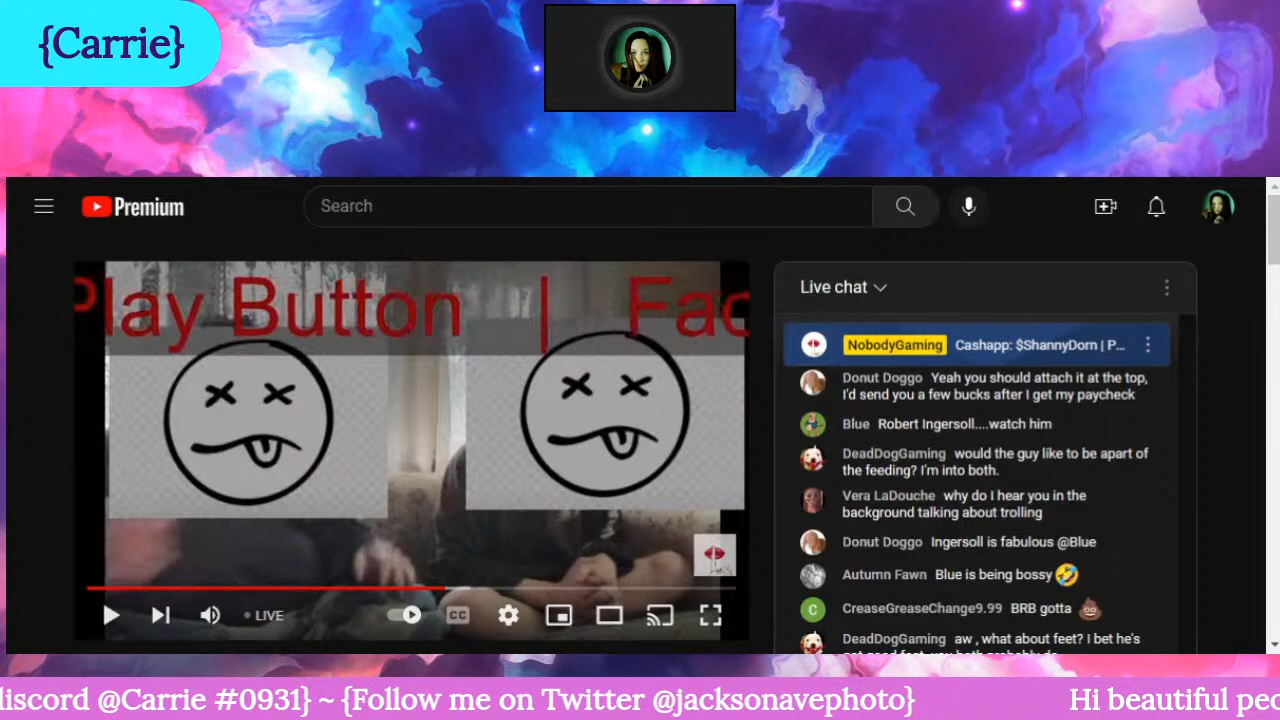 {Carrie}
Premium
Search
Play Button | Fac
LIVE
CC
Live chat
NobodyGaming Cashapp: $ShannyDorn | P...
Donut Doggo Yeah you should attach it at the top,
I'd send you a few bucks after I get my paycheck
Blue Robert Ingersoll....watch him
DeadDogGaming would the guy like to be apart of
the feeding? I'm into both.
Vera LaDouche why do I hear you in the
background talking about trolling
Donut Doggo Ingersoll is fabulous @Blue
Autumn Fawn Blue is being bossy 🤣
C
CreaseGreaseChange9.99 BRB gotta 💩
DeadDogGaming aw , what about feet? I bet he's
discord @Carrie #0931} ~ {Follow me on Twitter @jacksonavephoto} Hi beautiful peo